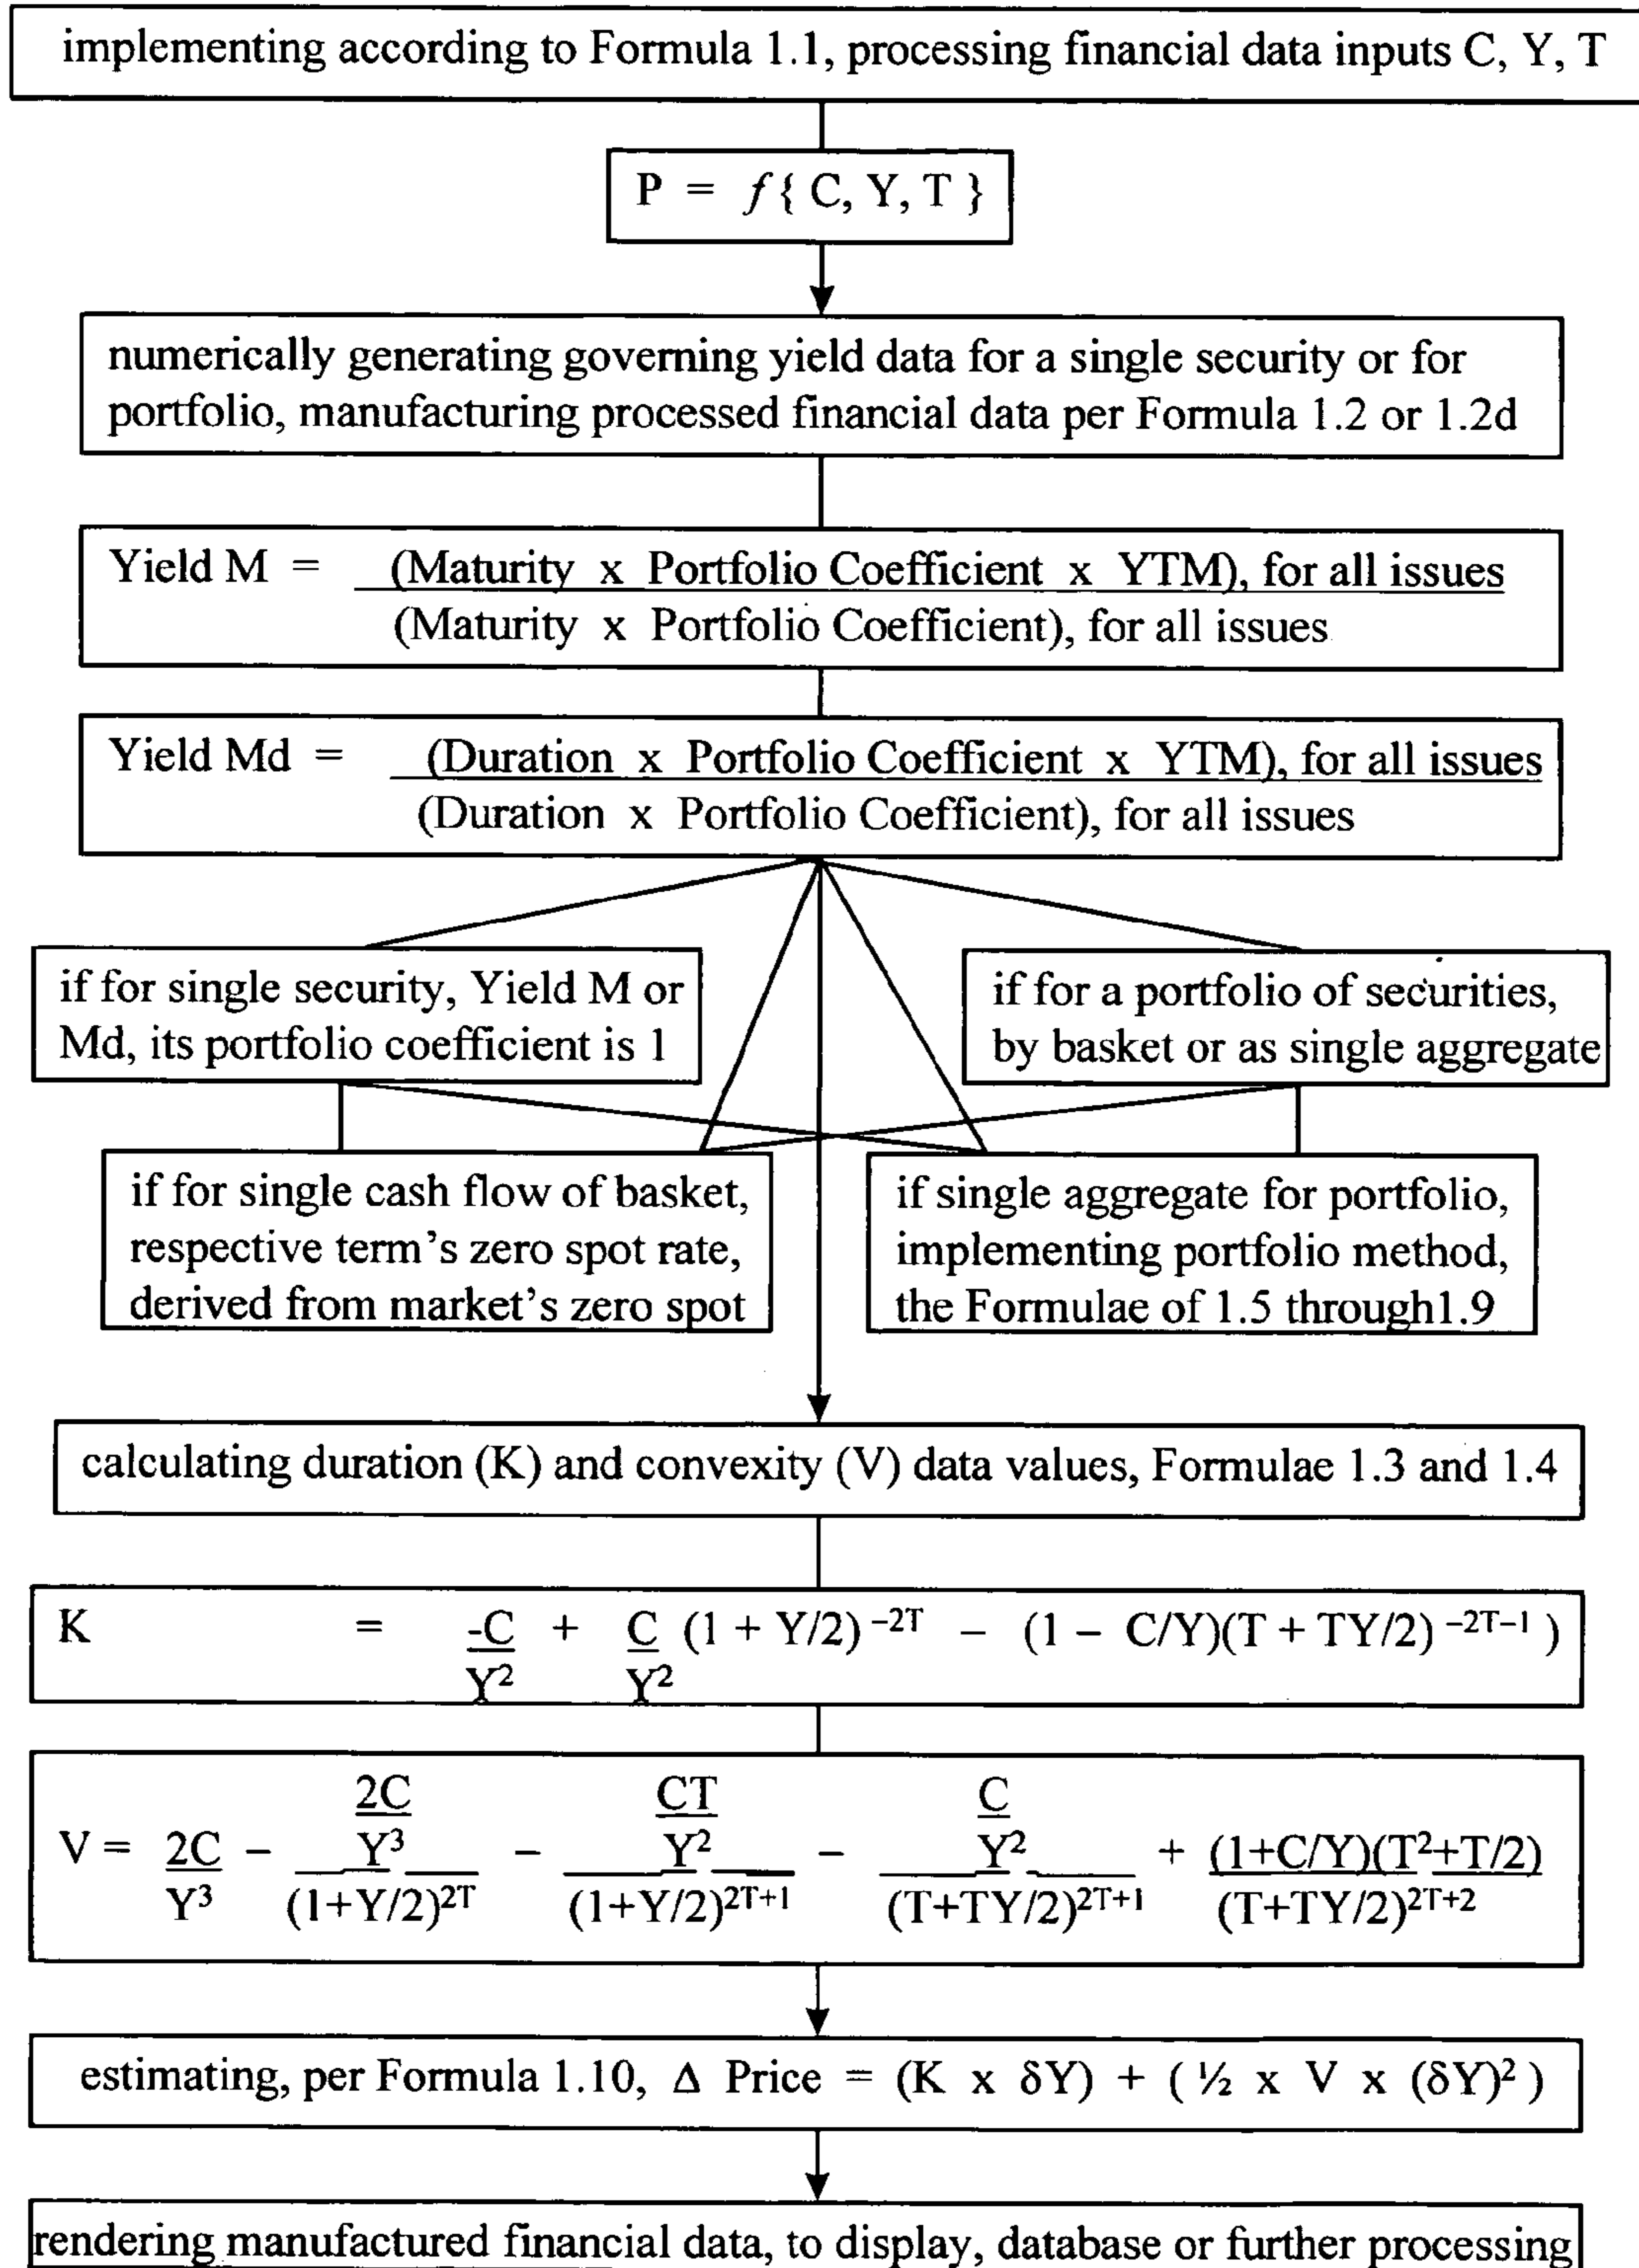 implementing according to Formula 1.1, processing financial data inputs C, Y, T
P = f{ C, Y, T }
numerically generating governing yield data for a single security or for
portfolio, manufacturing processed financial data per Formula 1.2 or 1.2d
Yield M = (Maturity x Portfolio Coefficient x YTM), for all issues
(Maturity x Portfolio Coefficient), for all issues
Yield Md = (Duration x Portfolio Coefficient x YTM), for all issues
(Duration x Portfolio Coefficient), for all issues
if for single security, Yield M or
Md, its portfolio coefficient is 1
if for a portfolio of securities,
by basket or as single aggregate
if for single cash flow of basket,
respective term's zero spot rate,
derived from market's zero spot
if single aggregate for portfolio,
implementing portfolio method,
the Formulae of 1.5 through1.9
calculating duration (K) and convexity (V) data values, Formulae 1.3 and 1.4
K = -C + C (1 + Y/2) ⁻²ᵀ – (1 – C/Y)(T + TY/2) ⁻²ᵀ⁻¹ )
Y² Y²
2C CT C
V = 2C – Y³ – Y² – Y² + (1+C/Y)(T²+T/2)
Y³ (1+Y/2)²ᵀ (1+Y/2)²ᵀ⁺¹ (T+TY/2)²ᵀ⁺¹ (T+TY/2)²ᵀ⁺²
estimating, per Formula 1.10, Δ Price = (K x δY) + ( ½ x V x (δY)² )
rendering manufactured financial data, to display, database or further processing